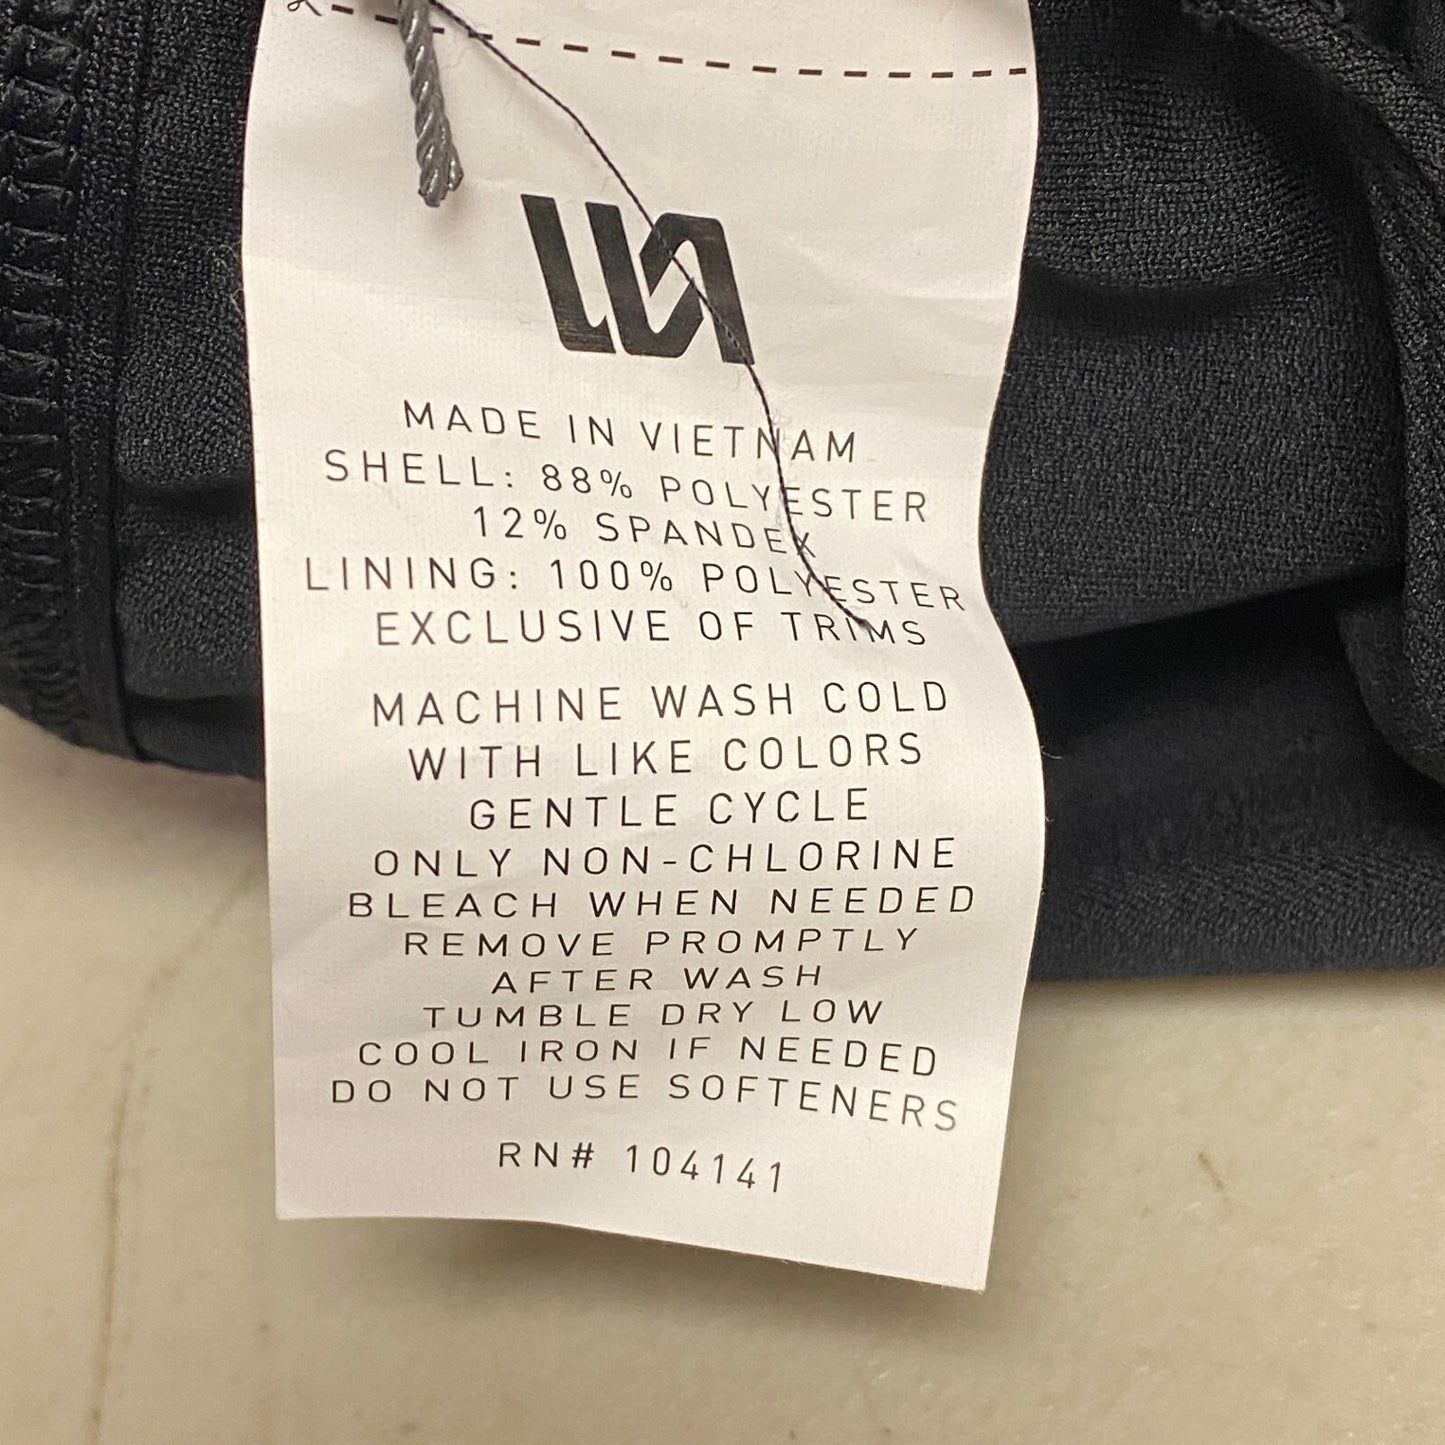 MADE IN VIETNAM
SHELL: 88% POLYESTER
12% SPANDEX
LINING: 100% POLYESTER
EXCLUSIVE OF TRIMS
MACHINE WASH COLD
WITH LIKE COLORS
GENTLE CYCLE
ONLY NON-CHLORINE
BLEACH WHEN NEEDED
REMOVE PROMPTLY
AFTER WASH
TUMBLE DRY LOW
COOL IRON IF NEEDED
DO NOT USE SOFTENERS
RN# 104141